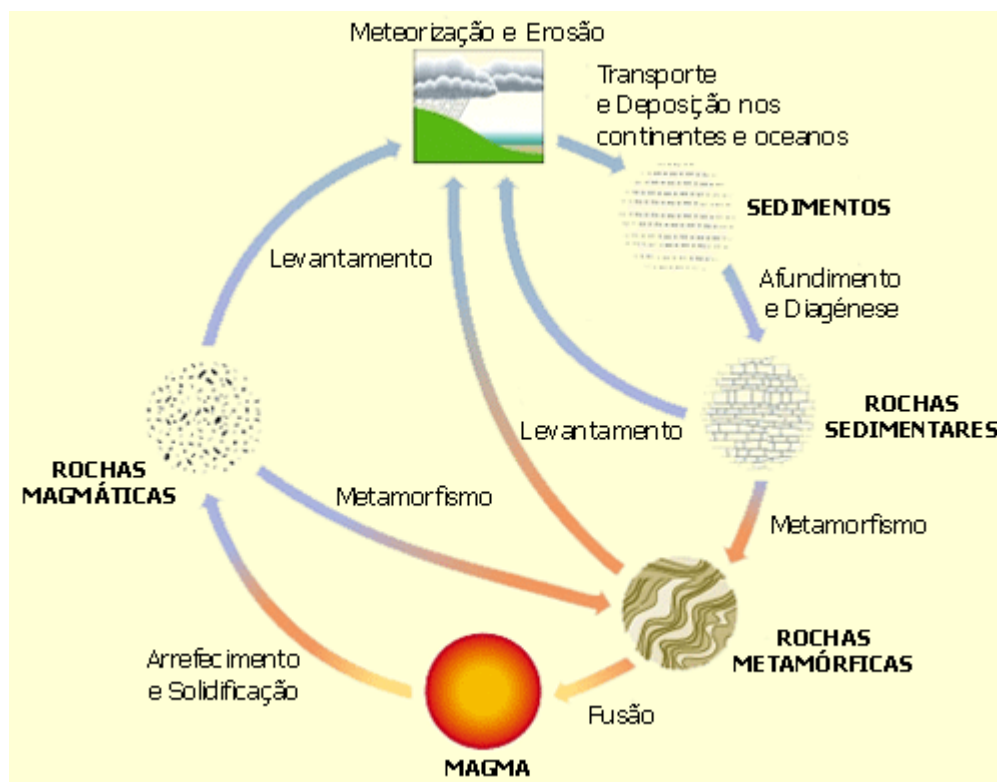 Meteorização e Erosão
Transporte
e Deposição nos
continentes e oceanos
SEDIMENTOS
Levantamento
Afundimento
e Diagénese
ROCHAS
SEDIMENTARES
Levantamento
ROCHAS
MAGMÁTICAS
Metamorfismo
Metamorfismo
ROCHAS
METAMÓRFICAS
Arrefecimento
e Solidificação
Fusão
MAGMA